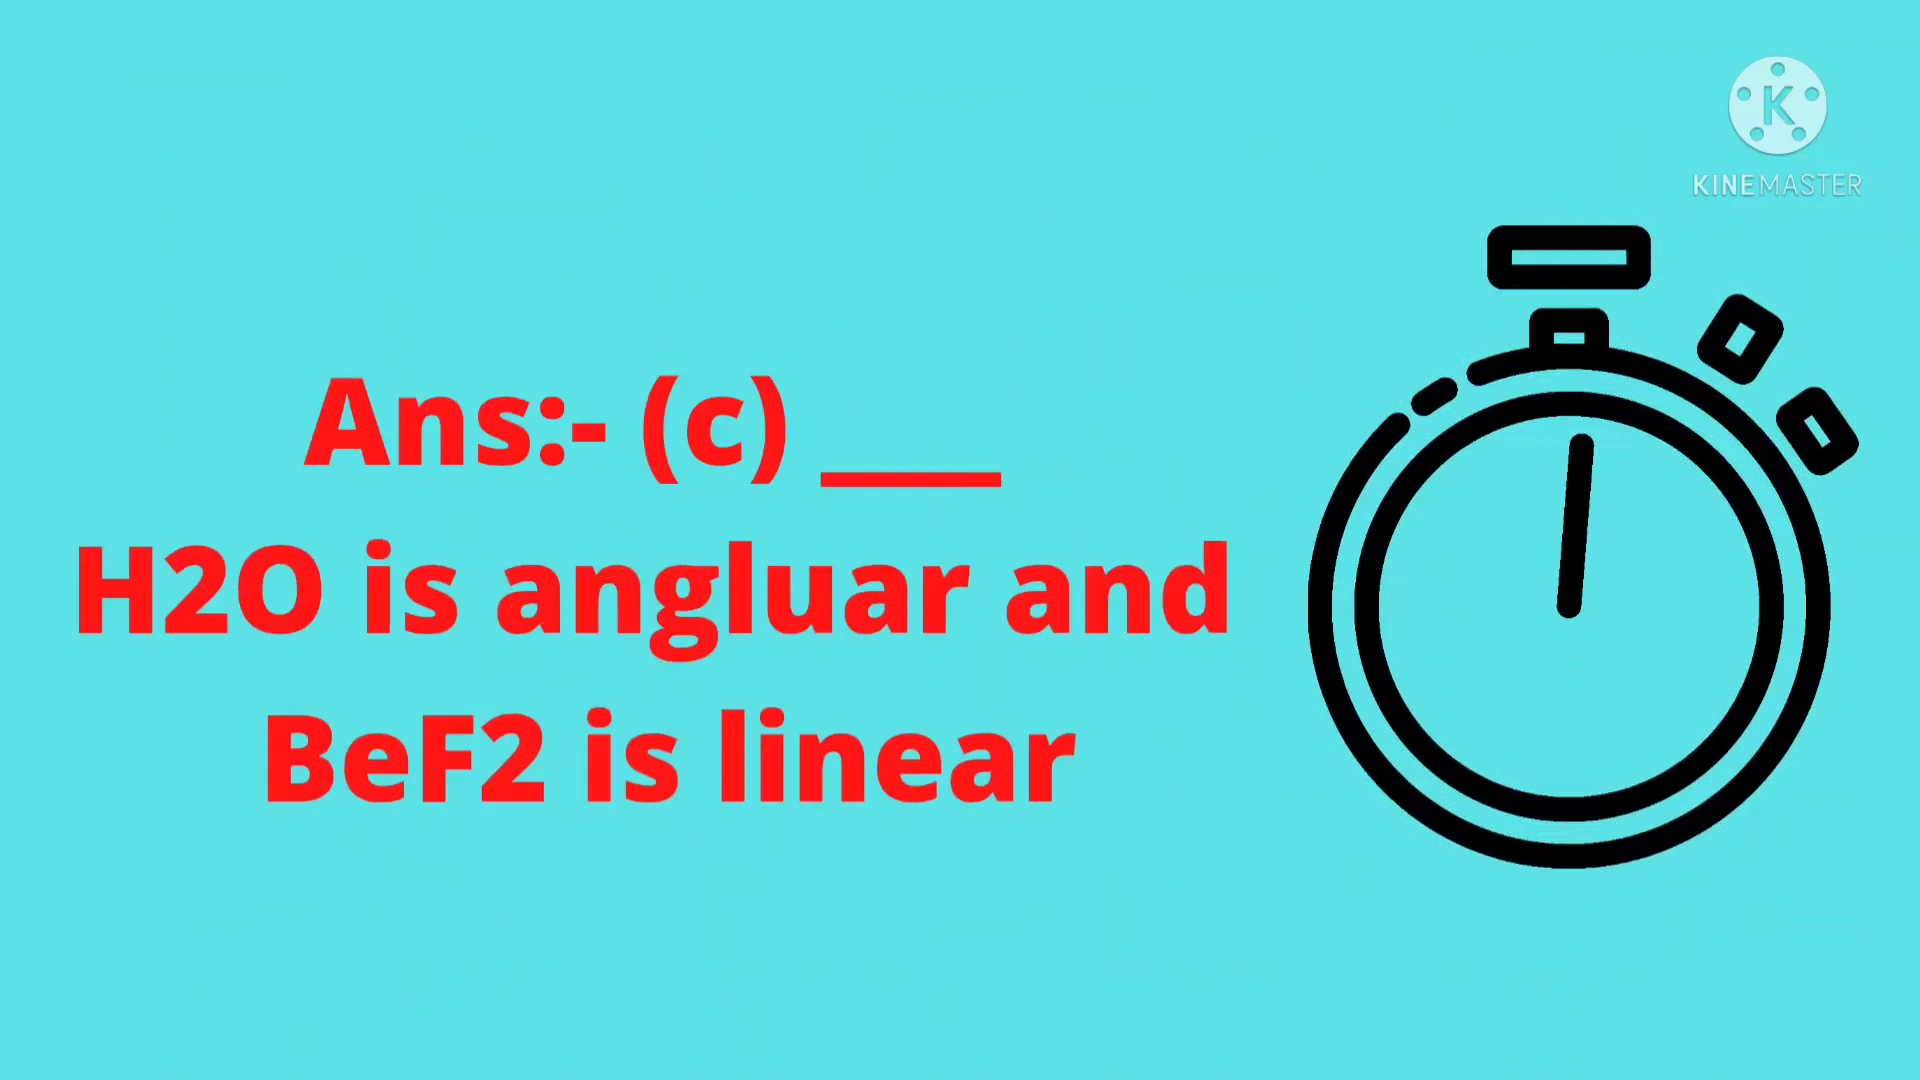 K
KINEMASTER
Ans:- (c) ___
H2O is angluar and
BeF2 is linear